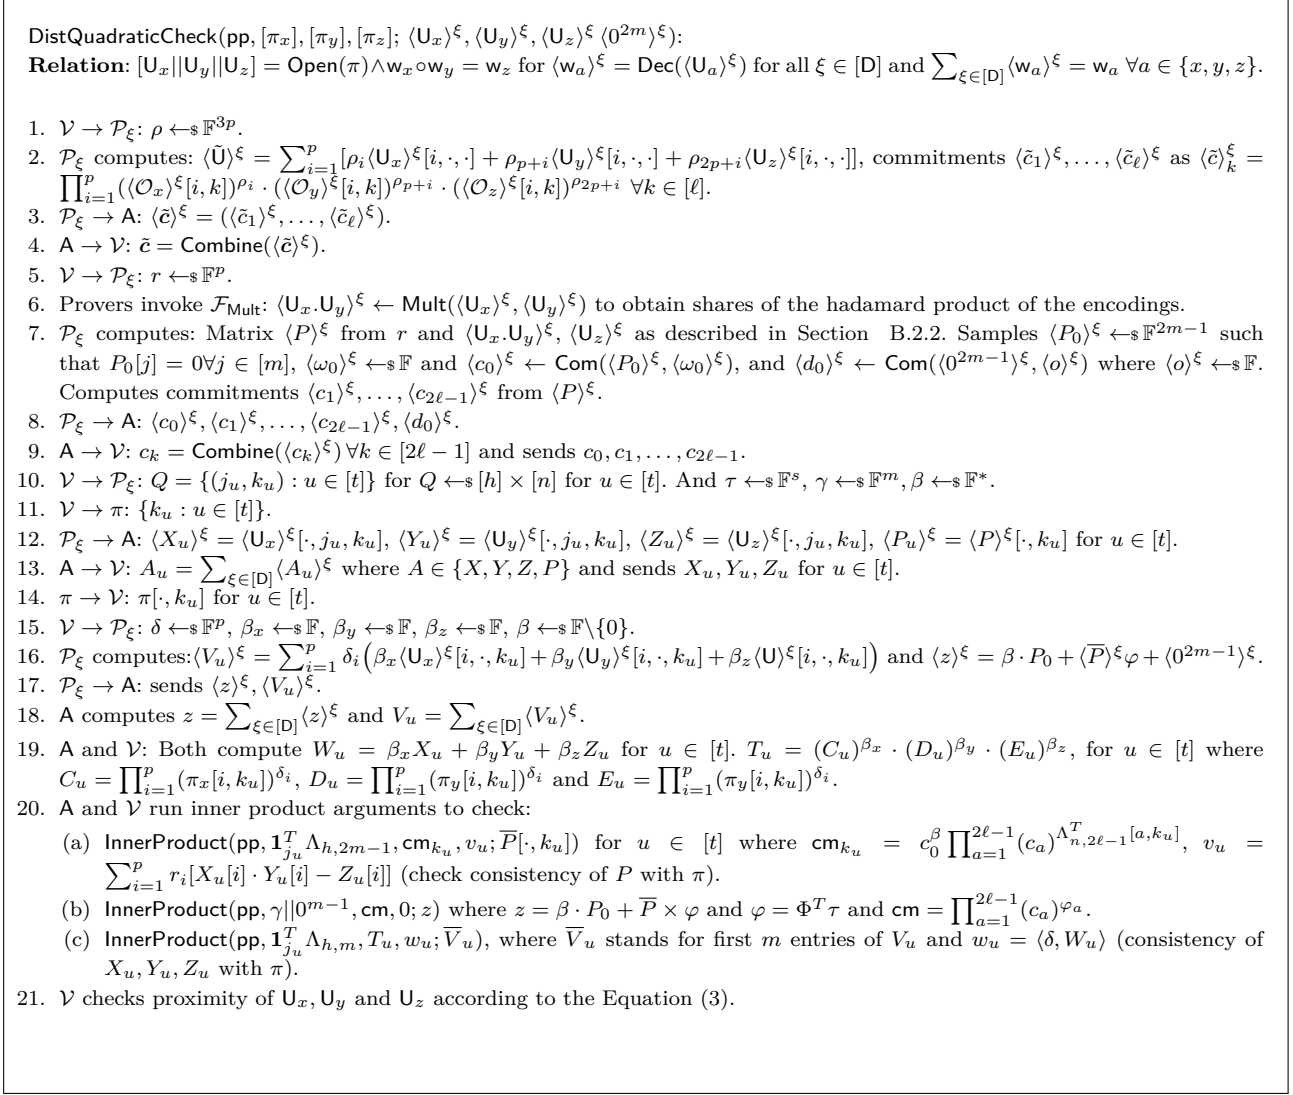 DistQuadraticCheck(pp, [π_x], [π_y], [π_z]; ⟨U_x⟩^ξ, ⟨U_y⟩^ξ, ⟨U_z⟩^ξ ⟨0^{2m}⟩^ξ):
Relation: [U_x||U_y||U_z] = Open(π)∧w_x∘w_y = w_z for ⟨w_a⟩^ξ = Dec(⟨U_a⟩^ξ) for all ξ ∈ [D] and ∑_{ξ∈[D]}⟨w_a⟩^ξ = w_a ∀a ∈ {x, y, z}.
1. V → P_ξ: ρ ←$ F^{3p}.
2. P_ξ computes: ⟨Ũ⟩^ξ = ∑_{i=1}^p [ρ_i⟨U_x⟩^ξ[i, ·, ·] + ρ_{p+i}⟨U_y⟩^ξ[i, ·, ·] + ρ_{2p+i}⟨U_z⟩^ξ[i, ·, ·]], commitments ⟨c̃_1⟩^ξ, . . . , ⟨c̃_ℓ⟩^ξ as ⟨c̃⟩_k^ξ =
∏_{i=1}^p (⟨O_x⟩^ξ[i, k])^{ρ_i} · (⟨O_y⟩^ξ[i, k])^{ρ_{p+i}} · (⟨O_z⟩^ξ[i, k])^{ρ_{2p+i}} ∀k ∈ [ℓ].
3. P_ξ → A: ⟨c̃⟩^ξ = (⟨c̃_1⟩^ξ, . . . , ⟨c̃_ℓ⟩^ξ).
4. A → V: c̃ = Combine(⟨c̃⟩^ξ).
5. V → P_ξ: r ←$ F^p.
6. Provers invoke F_Mult: ⟨U_x.U_y⟩^ξ ← Mult(⟨U_x⟩^ξ, ⟨U_y⟩^ξ) to obtain shares of the hadamard product of the encodings.
7. P_ξ computes: Matrix ⟨P⟩^ξ from r and ⟨U_x.U_y⟩^ξ, ⟨U_z⟩^ξ as described in Section B.2.2. Samples ⟨P_0⟩^ξ ←$ F^{2m−1} such
that P_0[j] = 0∀j ∈ [m], ⟨ω_0⟩^ξ ←$ F and ⟨c_0⟩^ξ ← Com(⟨P_0⟩^ξ, ⟨ω_0⟩^ξ), and ⟨d_0⟩^ξ ← Com(⟨0^{2m−1}⟩^ξ, ⟨o⟩^ξ) where ⟨o⟩^ξ ←$ F.
Computes commitments ⟨c_1⟩^ξ, . . . , ⟨c_{2ℓ−1}⟩^ξ from ⟨P⟩^ξ.
8. P_ξ → A: ⟨c_0⟩^ξ, ⟨c_1⟩^ξ, . . . , ⟨c_{2ℓ−1}⟩^ξ, ⟨d_0⟩^ξ.
9. A → V: c_k = Combine(⟨c_k⟩^ξ) ∀k ∈ [2ℓ − 1] and sends c_0, c_1, . . . , c_{2ℓ−1}.
10. V → P_ξ: Q = {(j_u, k_u) : u ∈ [t]} for Q ←$ [h] × [n] for u ∈ [t]. And τ ←$ F^s, γ ←$ F^m, β ←$ F^*.
11. V → π: {k_u : u ∈ [t]}.
12. P_ξ → A: ⟨X_u⟩^ξ = ⟨U_x⟩^ξ[·, j_u, k_u], ⟨Y_u⟩^ξ = ⟨U_y⟩^ξ[·, j_u, k_u], ⟨Z_u⟩^ξ = ⟨U_z⟩^ξ[·, j_u, k_u], ⟨P_u⟩^ξ = ⟨P⟩^ξ[·, k_u] for u ∈ [t].
13. A → V: A_u = ∑_{ξ∈[D]}⟨A_u⟩^ξ where A ∈ {X, Y, Z, P} and sends X_u, Y_u, Z_u for u ∈ [t].
14. π → V: π[·, k_u] for u ∈ [t].
15. V → P_ξ: δ ←$ F^p, β_x ←$ F, β_y ←$ F, β_z ←$ F, β ←$ F\{0}.
16. P_ξ computes:⟨V_u⟩^ξ = ∑_{i=1}^p δ_i(β_x⟨U_x⟩^ξ[i, ·, k_u] + β_y⟨U_y⟩^ξ[i, ·, k_u] + β_z⟨U⟩^ξ[i, ·, k_u]) and ⟨z⟩^ξ = β · P_0 + ⟨P̅⟩^ξφ + ⟨0^{2m−1}⟩^ξ.
17. P_ξ → A: sends ⟨z⟩^ξ, ⟨V_u⟩^ξ.
18. A computes z = ∑_{ξ∈[D]}⟨z⟩^ξ and V_u = ∑_{ξ∈[D]}⟨V_u⟩^ξ.
19. A and V: Both compute W_u = β_xX_u + β_yY_u + β_zZ_u for u ∈ [t]. T_u = (C_u)^{β_x} · (D_u)^{β_y} · (E_u)^{β_z}, for u ∈ [t] where
C_u = ∏_{i=1}^p (π_x[i, k_u])^{δ_i}, D_u = ∏_{i=1}^p (π_y[i, k_u])^{δ_i} and E_u = ∏_{i=1}^p (π_y[i, k_u])^{δ_i}.
20. A and V run inner product arguments to check:
(a) InnerProduct(pp, 1_{j_u}^T Λ_{h,2m−1}, cm_{k_u}, v_u; P̅[·, k_u]) for u ∈ [t] where cm_{k_u} = c_0^β ∏_{a=1}^{2ℓ−1} (c_a)^{Λ_{n,2ℓ−1}^T[a,k_u]}, v_u =
∑_{i=1}^p r_i[X_u[i] · Y_u[i] − Z_u[i]] (check consistency of P with π).
(b) InnerProduct(pp, γ||0^{m−1}, cm, 0; z) where z = β · P_0 + P̅ × φ and φ = Φ^T τ and cm = ∏_{a=1}^{2ℓ−1} (c_a)^{φ_a}.
(c) InnerProduct(pp, 1_{j_u}^T Λ_{h,m}, T_u, w_u; V̅_u), where V̅_u stands for first m entries of V_u and w_u = ⟨δ, W_u⟩ (consistency of
X_u, Y_u, Z_u with π).
21. V checks proximity of U_x, U_y and U_z according to the Equation (3).